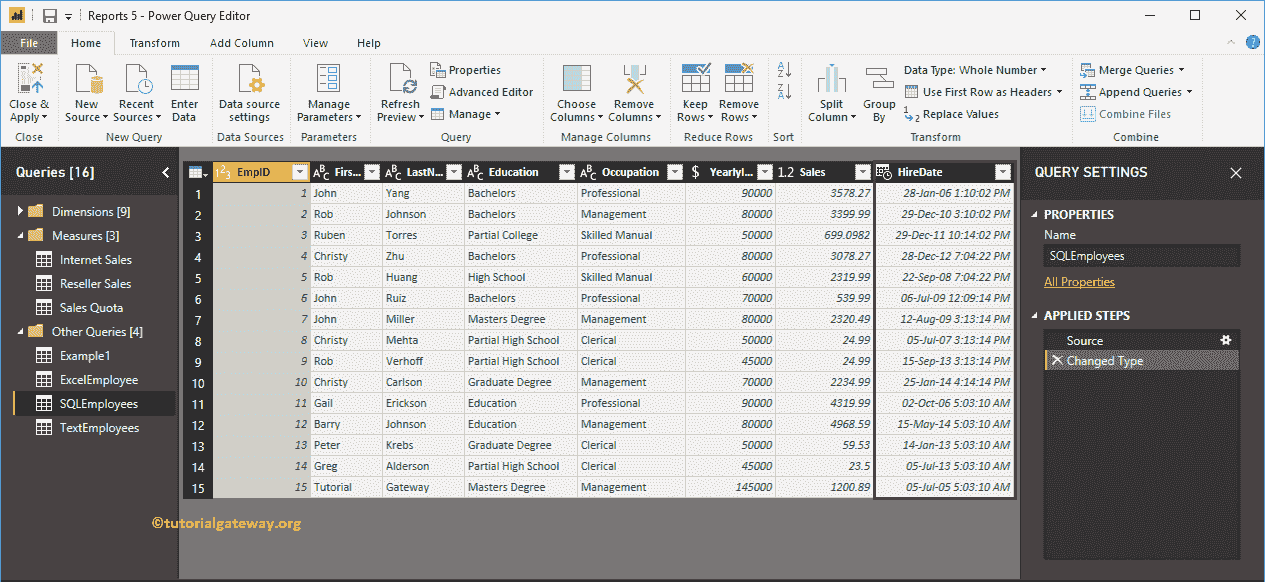 Reports 5 - Power Query Editor
File Home Transform Add Column View Help
Close & Apply
Close
New Source
Recent Sources
Enter Data
New Query
Data source settings
Data Sources
Manage Parameters
Parameters
Refresh Preview
Properties
Advanced Editor
Manage
Query
Choose Columns
Remove Columns
Manage Columns
Keep Rows
Remove Rows
Reduce Rows
A Z
Z A
Sort
Split Column
Group By
Data Type: Whole Number
Use First Row as Headers
1 2 Replace Values
Transform
Merge Queries
Append Queries
Combine Files
Combine
Queries [16]
Dimensions [9]
Measures [3]
Internet Sales
Reseller Sales
Sales Quota
Other Queries [4]
Example1
ExcelEmployee
SQLEmployees
TextEmployees
123 EmpID ABC Firs... ABC LastN... ABC Education ABC Occupation $ Yearlyl... 1.2 Sales HireDate
1 1 John Yang Bachelors Professional 90000 3578.27 28-Jan-06 1:10:02 PM
2 2 Rob Johnson Bachelors Management 80000 3399.99 29-Dec-10 3:10:02 PM
3 3 Ruben Torres Partial College Skilled Manual 50000 699.0982 29-Dec-11 10:14:02 PM
4 4 Christy Zhu Bachelors Professional 80000 3078.27 28-Dec-12 7:04:22 PM
5 5 Rob Huang High School Skilled Manual 60000 2319.99 22-Sep-08 7:04:22 PM
6 6 John Ruiz Bachelors Professional 70000 539.99 06-Jul-09 12:09:14 PM
7 7 John Miller Masters Degree Management 80000 2320.49 12-Aug-09 3:13:14 PM
8 8 Christy Mehta Partial High School Clerical 50000 24.99 05-Jul-07 3:13:14 PM
9 9 Rob Verhoff Partial High School Clerical 45000 24.99 15-Sep-13 3:13:14 PM
10 10 Christy Carlson Graduate Degree Management 70000 2234.99 25-Jan-14 4:14:14 PM
11 11 Gail Erickson Education Professional 90000 4319.99 02-Oct-06 5:03:10 AM
12 12 Barry Johnson Education Management 80000 4968.59 15-May-14 5:03:10 AM
13 13 Peter Krebs Graduate Degree Clerical 50000 59.53 14-Jan-13 5:03:10 AM
14 14 Greg Alderson Partial High School Clerical 45000 23.5 05-Jul-13 5:03:10 AM
15 15 Tutorial Gateway Masters Degree Management 145000 1200.89 05-Jul-05 5:03:10 AM
©tutorialgateway.org
QUERY SETTINGS
PROPERTIES
Name
SQLEmployees
All Properties
APPLIED STEPS
Source
Changed Type